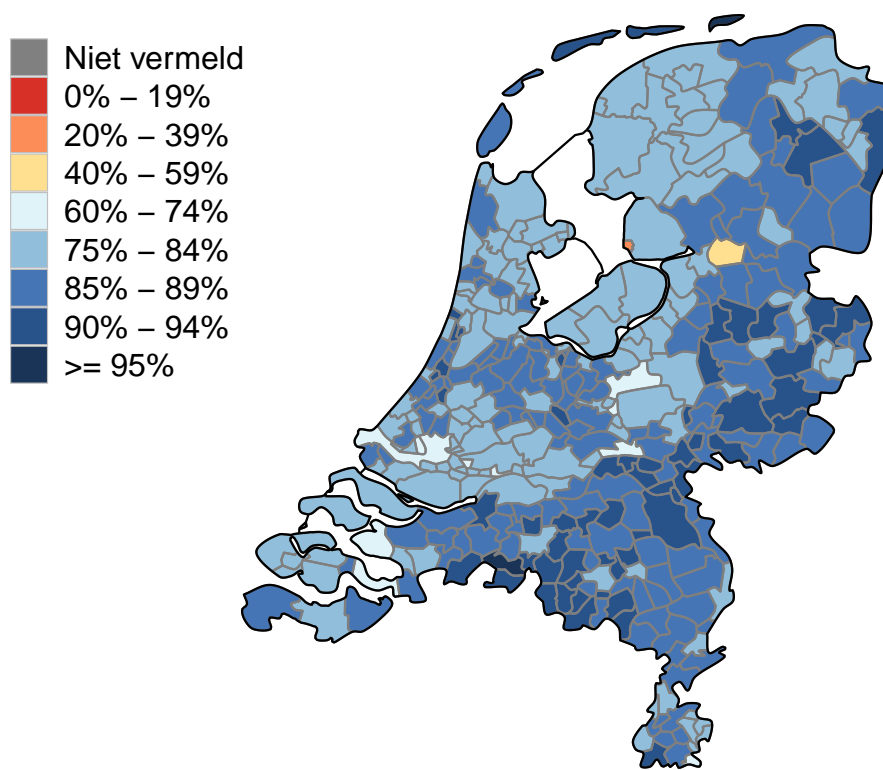 Niet vermeld
0% – 19%
20% – 39%
40% – 59%
60% – 74%
75% – 84%
85% – 89%
90% – 94%
>= 95%